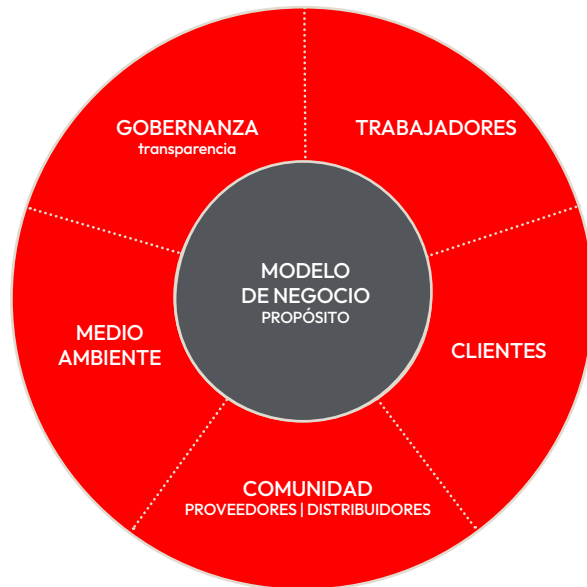 GOBERNANZA
transparencia
TRABAJADORES
MODELO
DE NEGOCIO
PROPÓSITO
MEDIO
AMBIENTE
CLIENTES
COMUNIDAD
PROVEEDORES | DISTRIBUIDORES